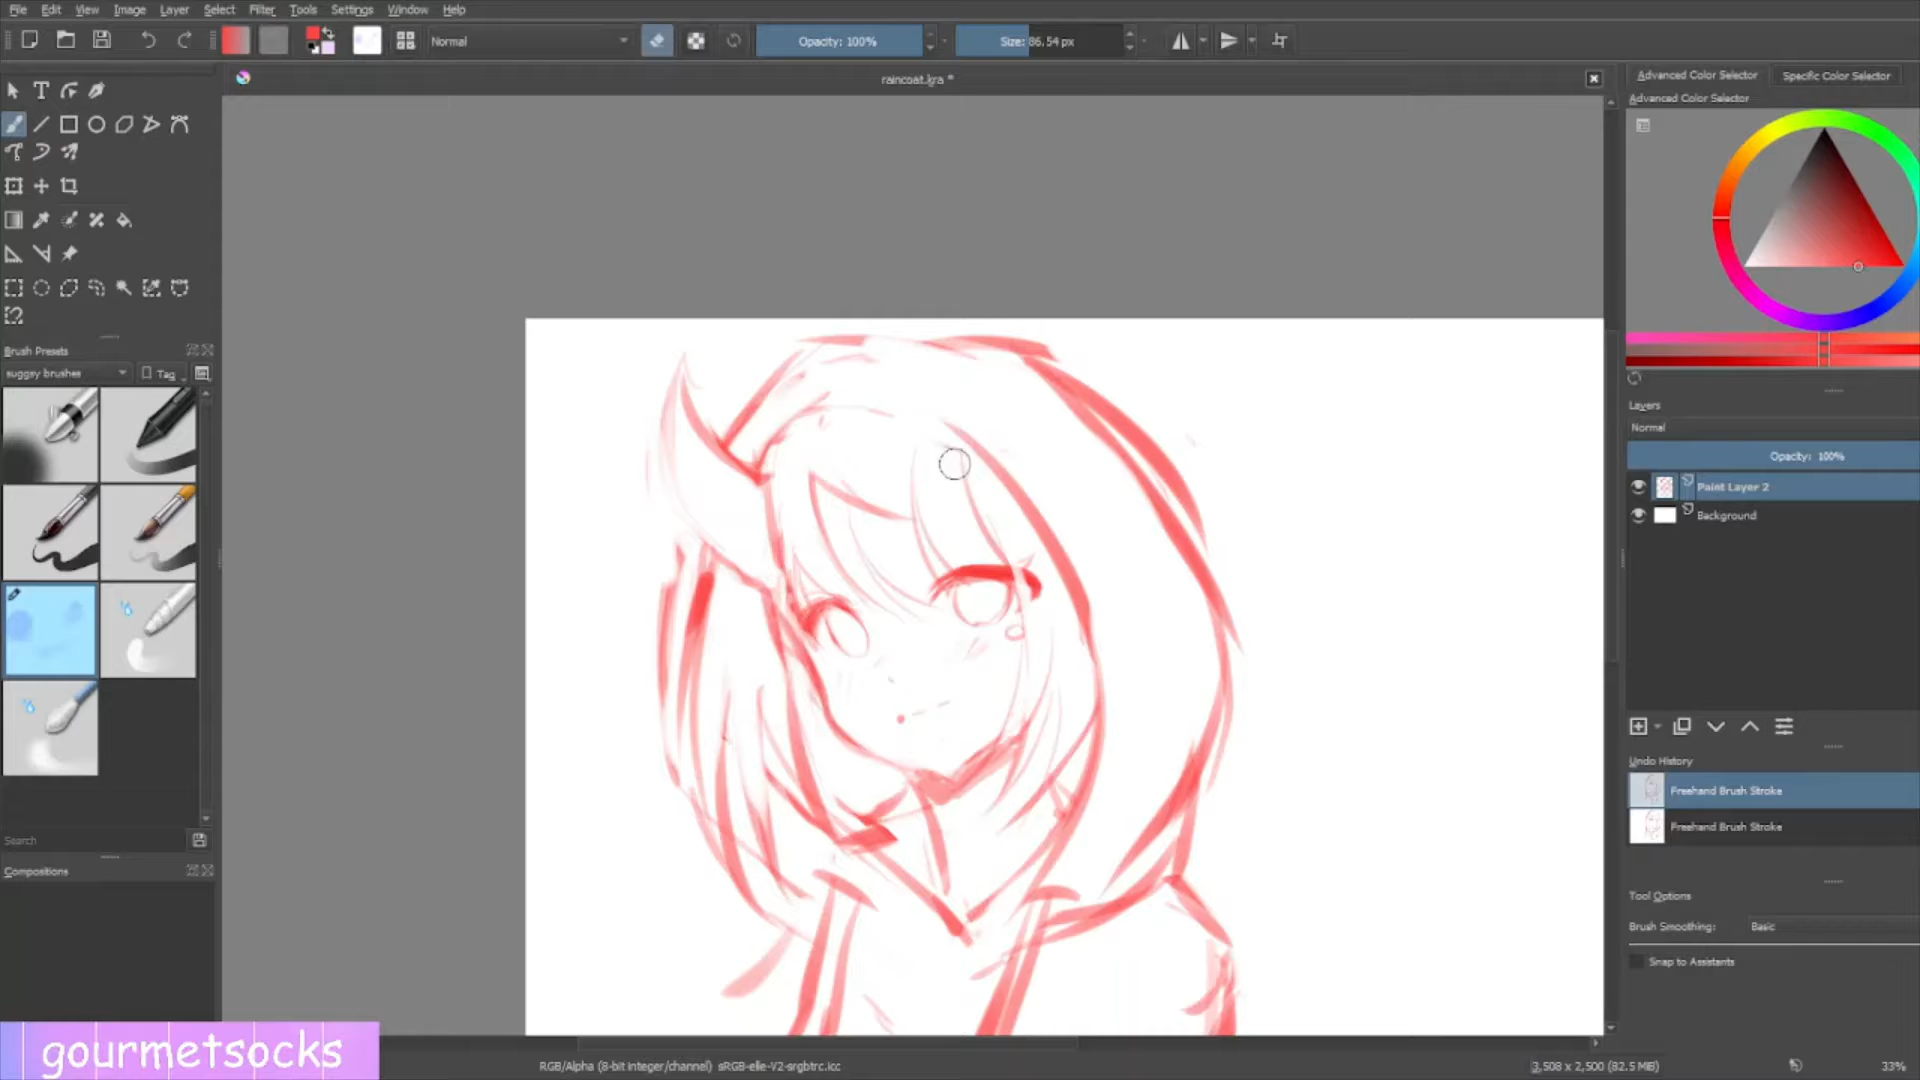 File Edit View Image Layer Select Filter Tools Settings Window Help
Normal
Opacity: 100%
Size: 86.54 px
raincoat.kra *
Advanced Color Selector
Specific Color Selector
Advanced Color Selector
Brush Presets
suggsy brushes
Tag
Search
Compositions
Layers
Normal
Opacity: 100%
Paint Layer 2
Background
Undo History
Freehand Brush Stroke
Freehand Brush Stroke
Tool Options
Brush Smoothing: Basic
Snap to Assistants
gourmetsocks
RGB/Alpha (8-bit integer/channel) sRGB-elle-V2-srgbtrc.icc
3,508 x 2,500 (82.5 MiB)
33%